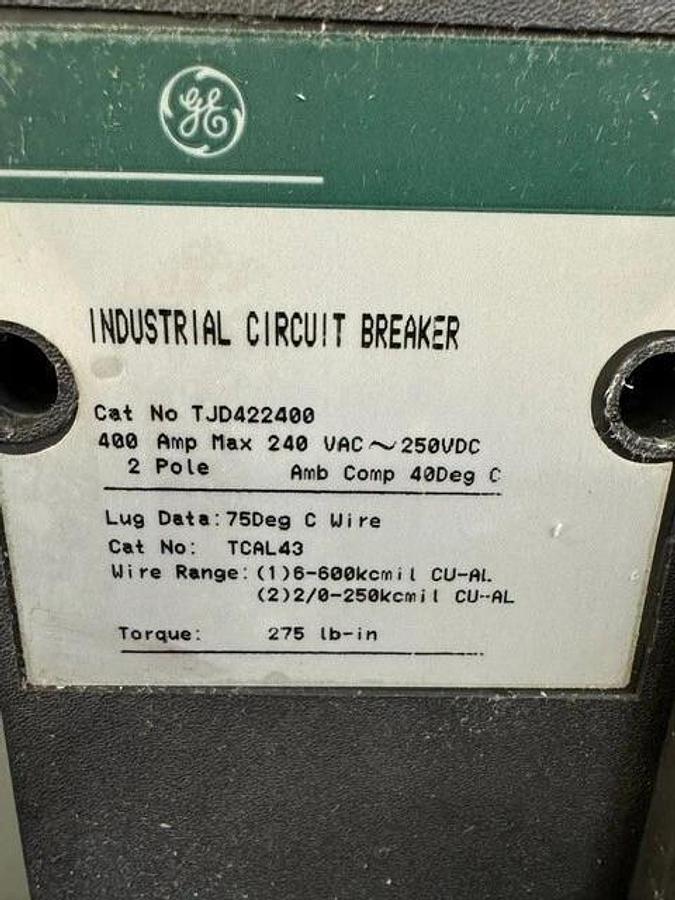 GE
INDUSTRIAL CIRCUIT BREAKER
Cat No TJD422400
400 Amp Max 240 VAC ~ 250VDC
2 Pole Amb Comp 40Deg C
Lug Data: 75Deg C Wire
Cat No: TCAL43
Wire Range: (1)6-600kcmil CU-AL
(2)2/0-250kcmil CU-AL
Torque: 275 lb-in